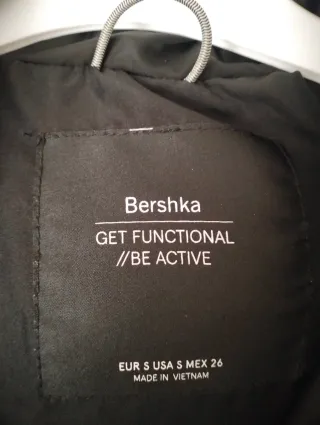 Bershka
GET FUNCTIONAL
//BE ACTIVE
EUR S USA S MEX 26
MADE IN VIETNAM